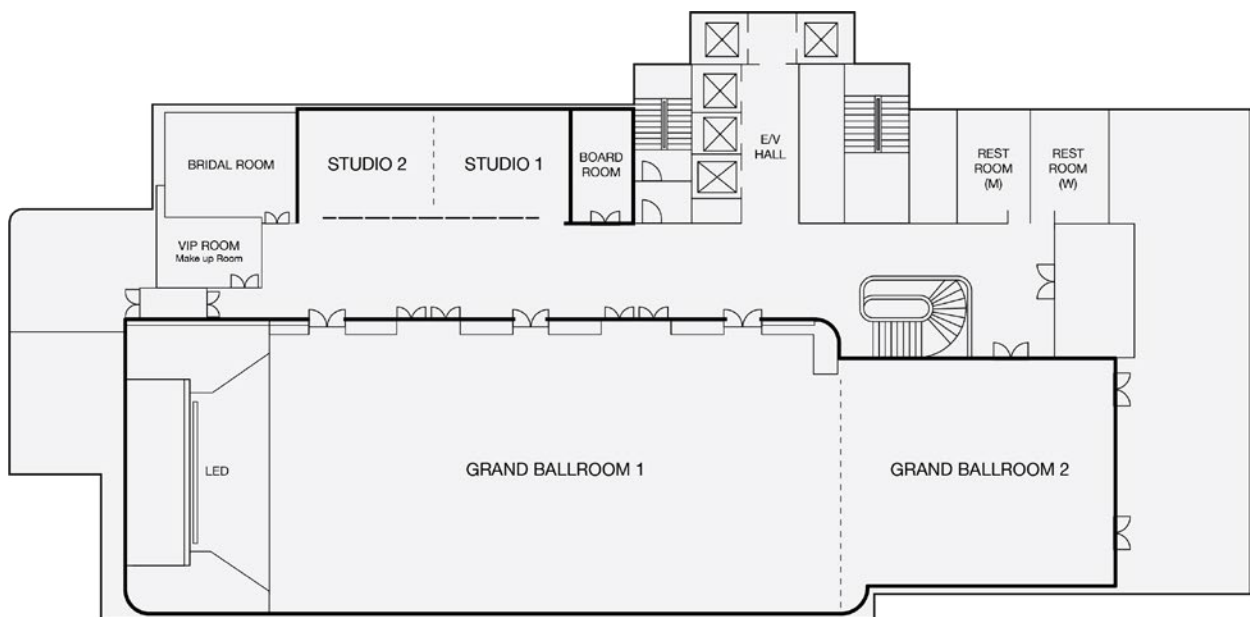 E/V
HALL
BRIDAL ROOM
STUDIO 2
STUDIO 1
BOARD
ROOM
REST
ROOM
(M)
REST
ROOM
(W)
VIP ROOM
Make up Room
LED
GRAND BALLROOM 1
GRAND BALLROOM 2